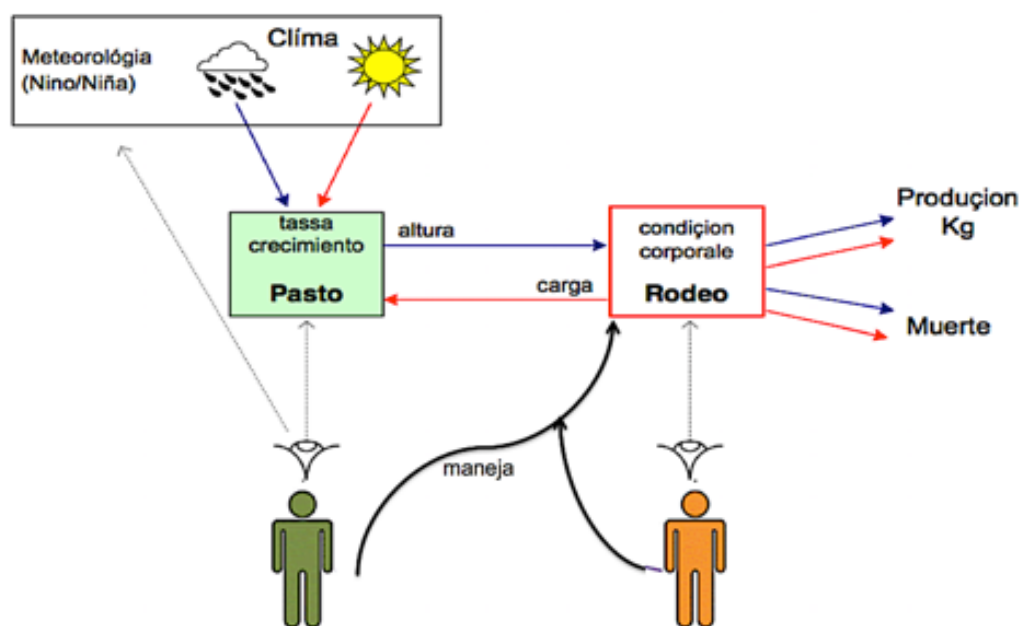 Clíma
Meteorológia
(Nino/Niña)
tassa
crecimiento
Pasto
altura
carga
condiçion
corporale
Rodeo
Produçion
Kg
Muerte
maneja